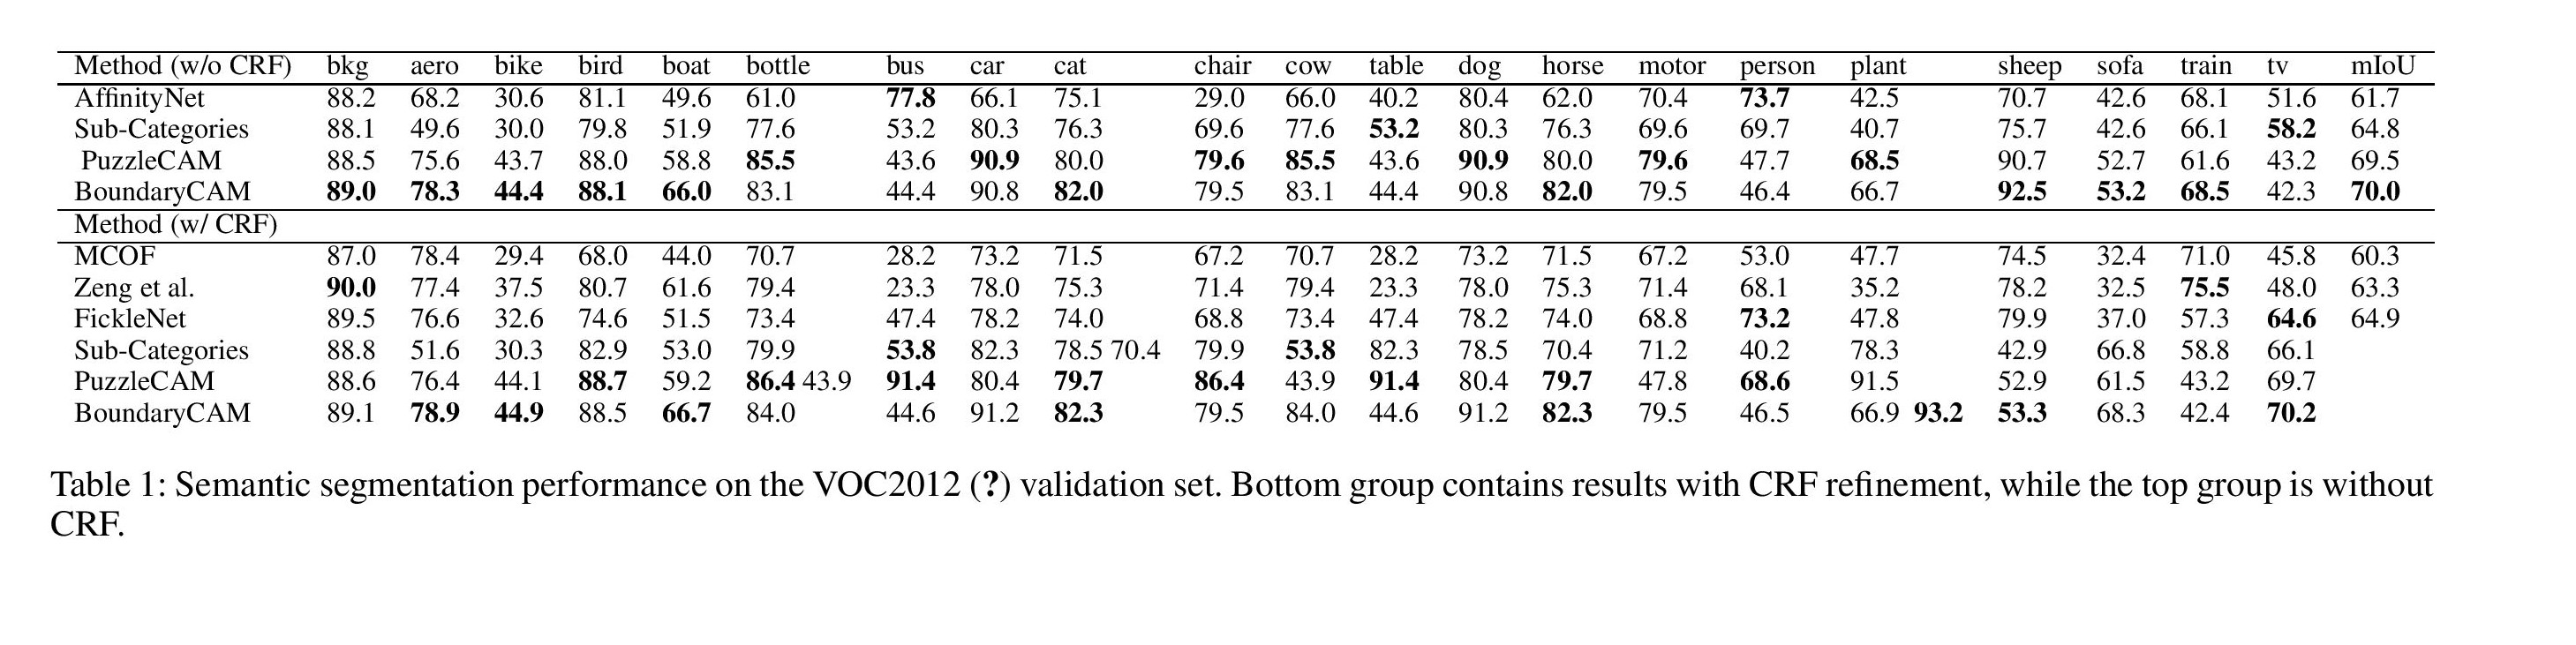 Method (w/o CRF) bkg aero bike bird boat bottle bus car cat chair cow table dog horse motor person plant sheep sofa train tv mIoU
AffinityNet 88.2 68.2 30.6 81.1 49.6 61.0 77.8 66.1 75.1 29.0 66.0 40.2 80.4 62.0 70.4 73.7 42.5 70.7 42.6 68.1 51.6 61.7
Sub-Categories 88.1 49.6 30.0 79.8 51.9 77.6 53.2 80.3 76.3 69.6 77.6 53.2 80.3 76.3 69.6 69.7 40.7 75.7 42.6 66.1 58.2 64.8
PuzzleCAM 88.5 75.6 43.7 88.0 58.8 85.5 43.6 90.9 80.0 79.6 85.5 43.6 90.9 80.0 79.6 47.7 68.5 90.7 52.7 61.6 43.2 69.5
BoundaryCAM 89.0 78.3 44.4 88.1 66.0 83.1 44.4 90.8 82.0 79.5 83.1 44.4 90.8 82.0 79.5 46.4 66.7 92.5 53.2 68.5 42.3 70.0
Method (w/ CRF)
MCOF 87.0 78.4 29.4 68.0 44.0 70.7 28.2 73.2 71.5 67.2 70.7 28.2 73.2 71.5 67.2 53.0 47.7 74.5 32.4 71.0 45.8 60.3
Zeng et al. 90.0 77.4 37.5 80.7 61.6 79.4 23.3 78.0 75.3 71.4 79.4 23.3 78.0 75.3 71.4 68.1 35.2 78.2 32.5 75.5 48.0 63.3
FickleNet 89.5 76.6 32.6 74.6 51.5 73.4 47.4 78.2 74.0 68.8 73.4 47.4 78.2 74.0 68.8 73.2 47.8 79.9 37.0 57.3 64.6 64.9
Sub-Categories 88.8 51.6 30.3 82.9 53.0 79.9 53.8 82.3 78.5 70.4 79.9 53.8 82.3 78.5 70.4 71.2 40.2 78.3 42.9 66.8 58.8 66.1
PuzzleCAM 88.6 76.4 44.1 88.7 59.2 86.4 43.9 91.4 80.4 79.7 86.4 43.9 91.4 80.4 79.7 47.8 68.6 91.5 52.9 61.5 43.2 69.7
BoundaryCAM 89.1 78.9 44.9 88.5 66.7 84.0 44.6 91.2 82.3 79.5 84.0 44.6 91.2 82.3 79.5 46.5 66.9 93.2 53.3 68.3 42.4 70.2
Table 1: Semantic segmentation performance on the VOC2012 (?) validation set. Bottom group contains results with CRF refinement, while the top group is without
CRF.